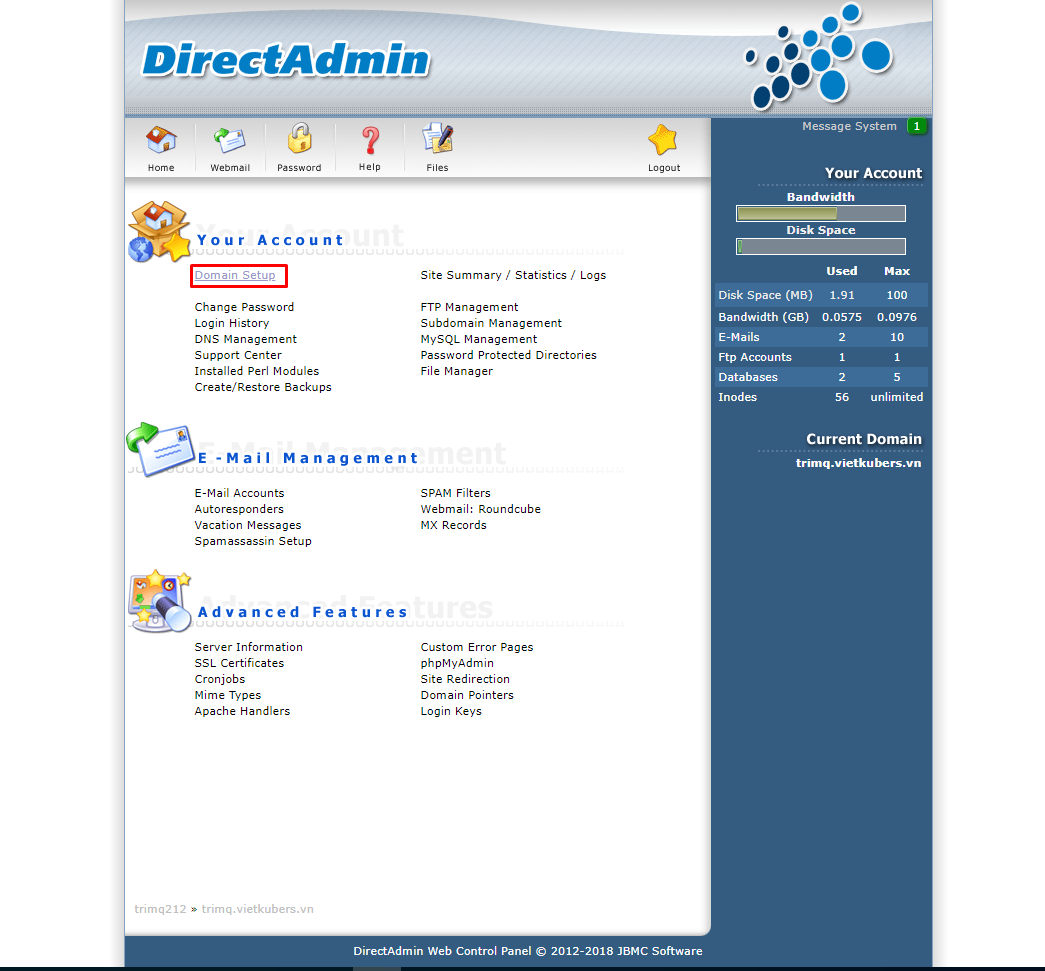 DirectAdmin
Message System 1
Home Webmail Password Help Files Logout
Your Account
Bandwidth
Disk Space
Used Max
Disk Space (MB) 1.91 100
Bandwidth (GB) 0.0575 0.0976
E-Mails 2 10
Ftp Accounts 1 1
Databases 2 5
Inodes 56 unlimited
Current Domain
trimq.vietkubers.vn
Your Account
Domain Setup Site Summary / Statistics / Logs
Change Password FTP Management
Login History Subdomain Management
DNS Management MySQL Management
Support Center Password Protected Directories
Installed Perl Modules File Manager
Create/Restore Backups
E-Mail Management
E-Mail Accounts SPAM Filters
Autoresponders Webmail: Roundcube
Vacation Messages MX Records
Spamassassin Setup
Advanced Features
Server Information Custom Error Pages
SSL Certificates phpMyAdmin
Cronjobs Site Redirection
Mime Types Domain Pointers
Apache Handlers Login Keys
trimq212 » trimq.vietkubers.vn
DirectAdmin Web Control Panel © 2012-2018 JBMC Software